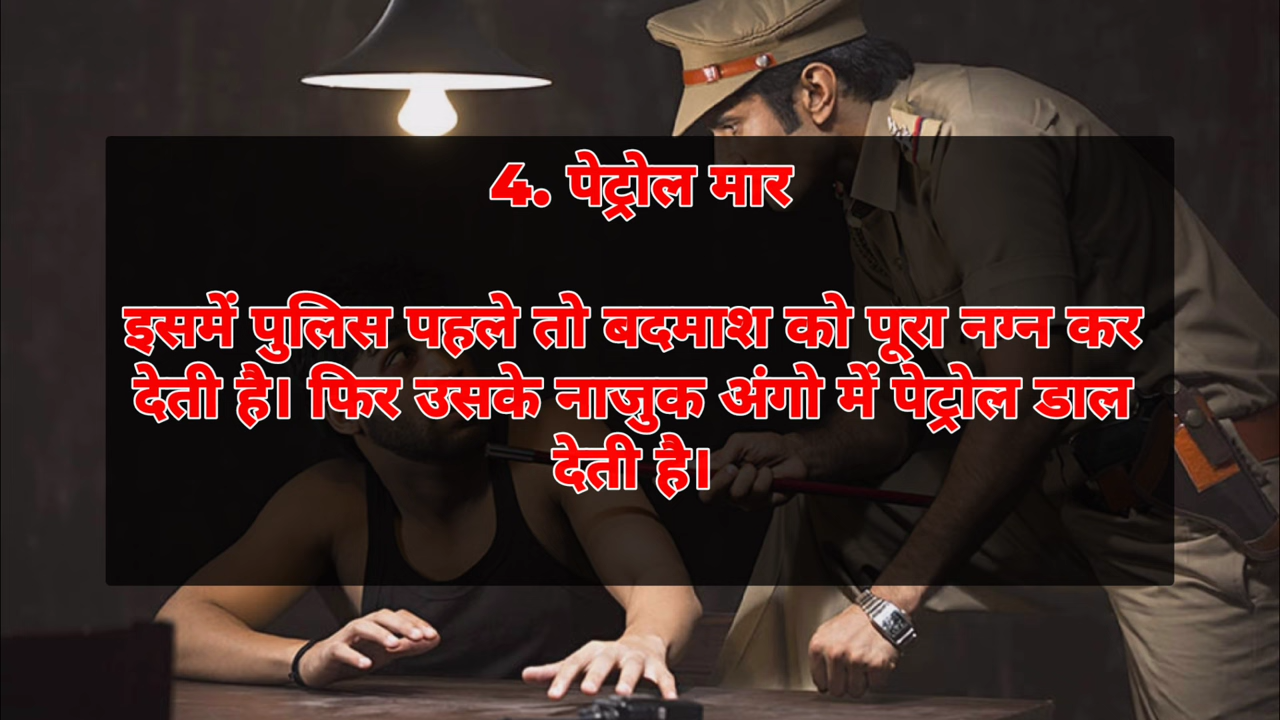 4. पेट्रोल मार
इसमें पुलिस पहले तो बदमाश को पूरा नग्न कर
देती है। फिर उसके नाजुक अंगो में पेट्रोल डाल
देती है।